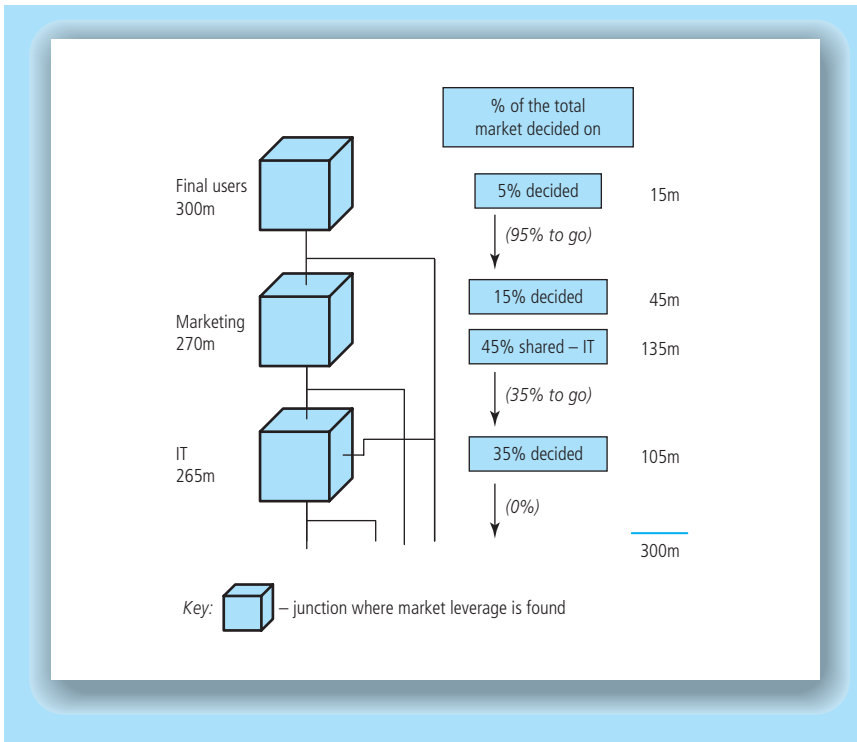 % of the total
market decided on
Final users
300m
5% decided
15m
(95% to go)
15% decided
45m
Marketing
270m
45% shared – IT
135m
(35% to go)
IT
265m
35% decided
105m
(0%)
300m
Key:
– junction where market leverage is found